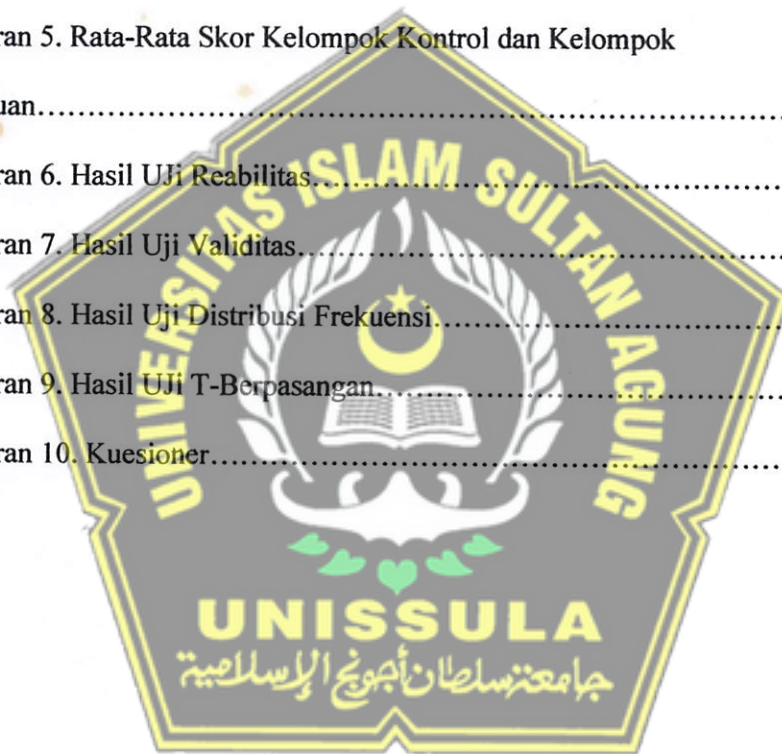 ran 5. Rata-Rata Skor Kelompok Kontrol dan Kelompok
uan.....................................................................................
ran 6. Hasil UJi Reabilitas.....................................................
ran 7. Hasil Uji Validitas........................................................
ran 8. Hasil Uji Distribusi Frekuensi.......................................
ran 9. Hasil UJi T-Berpasangan..............................................
ran 10. Kuesioner...................................................................
UNIVERSITAS ISLAM SULTAN AGUNG
UNISSULA
جامعتنسلطان أجونج الإسلامية